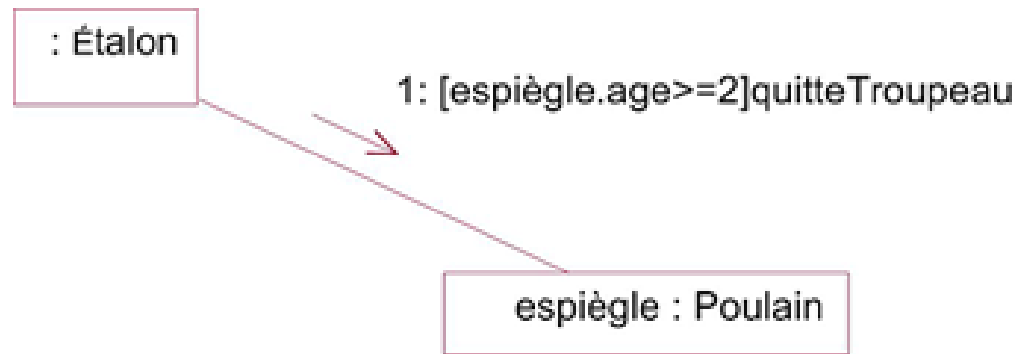 : Étalon
1: [espiègle.age>=2]quitteTroupeau
espiègle : Poulain